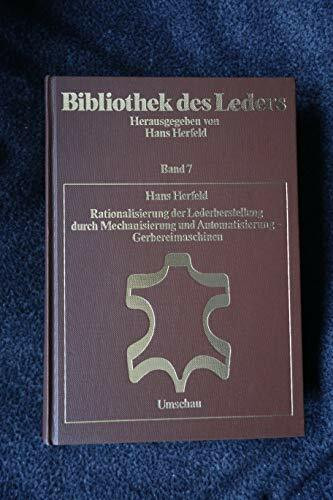 Bibliothek des Leders
Herausgegeben von
Hans Herfeld
Band 7
Hans Herfeld
Rationalisierung der Lederherstellung
durch Mechanisierung und Automatisierung –
Gerbereimaschinen
Umschau